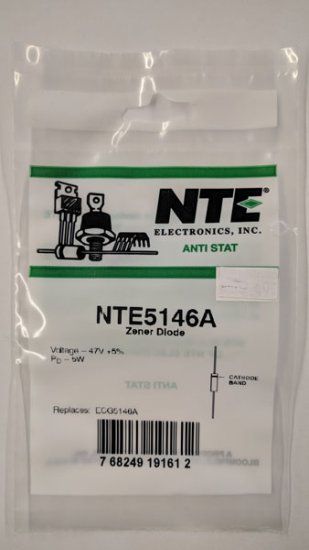 NTE®
ELECTRONICS, INC.
ANTI STAT
NTE5146A
Zener Diode
Voltage – 47V ±5%
PD – 5W
CATHODE
BAND
ANTI STAT
Replaces: ECG5146A
7 68249 19161 2